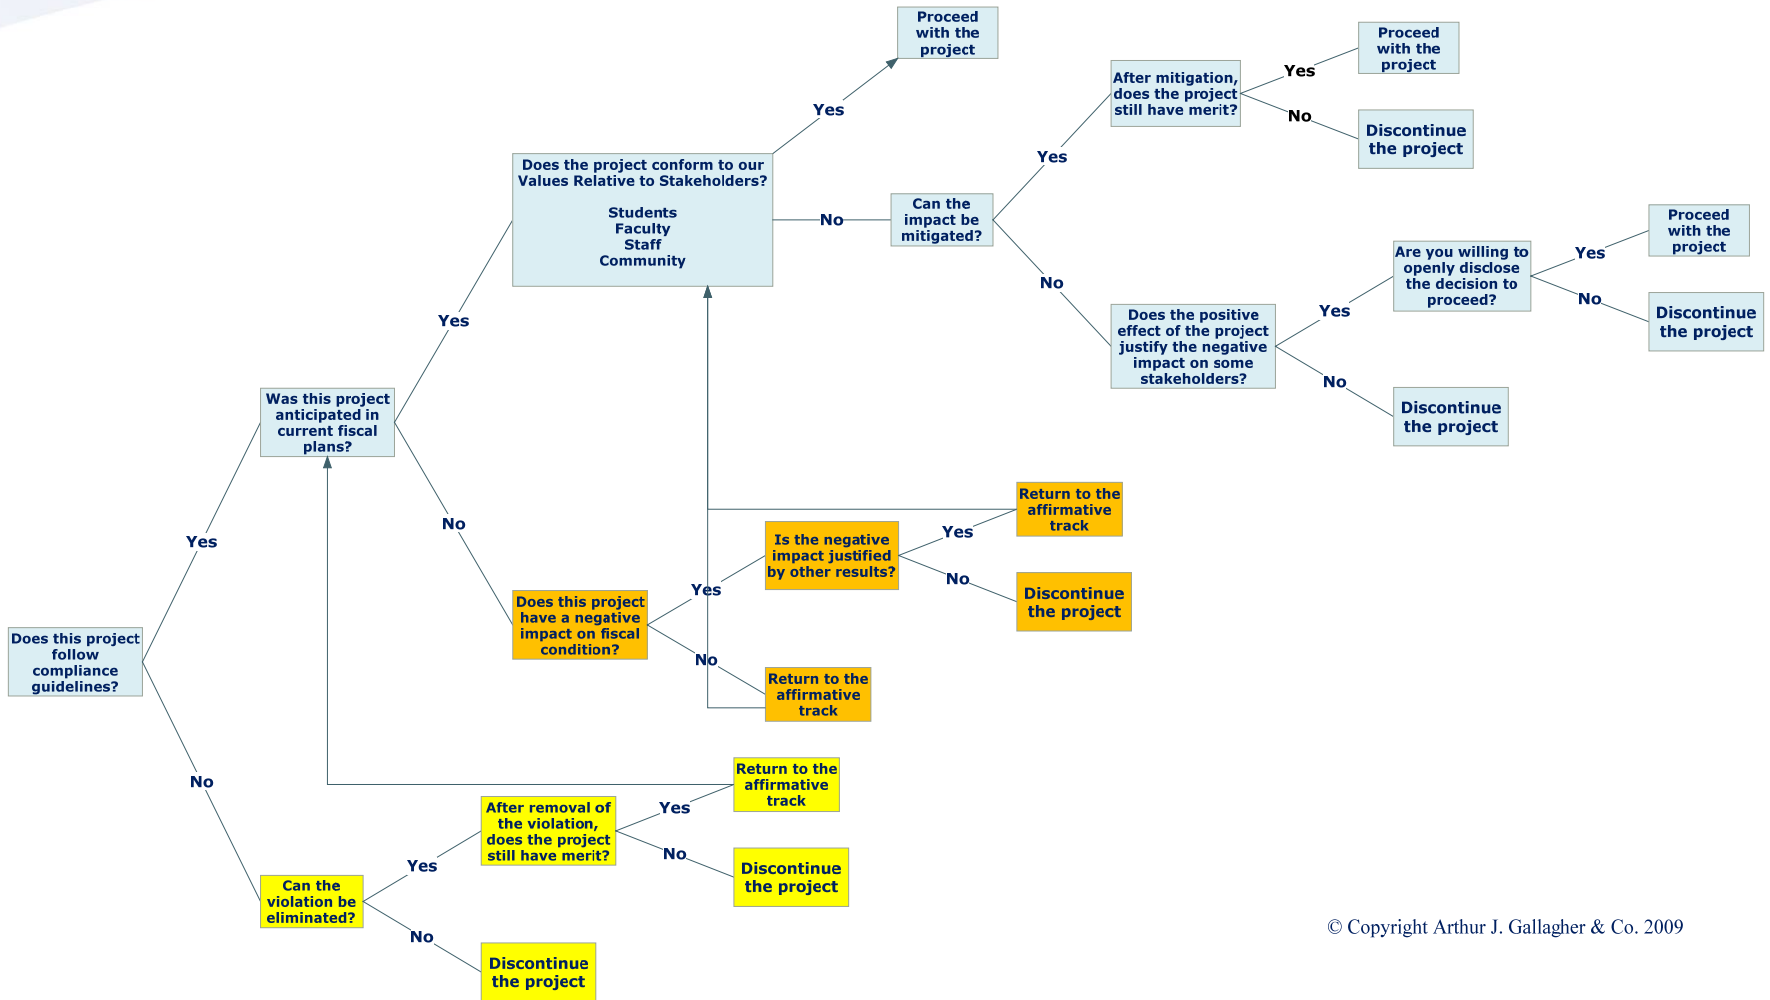 Proceed
with the
project
Yes
Does the project conform to our
Values Relative to Stakeholders?
Students
Faculty
Staff
Community
No
Can the
impact be
mitigated?
Yes
After mitigation,
does the project
still have merit?
Yes
Proceed
with the
project
No
Discontinue
the project
No
Does the positive
effect of the project
justify the negative
impact on some
stakeholders?
Yes
Are you willing to
openly disclose
the decision to
proceed?
Yes
Proceed
with the
project
No
Discontinue
the project
No
Discontinue
the project
Yes
Was this project
anticipated in
current fiscal
plans?
No
Does this project
have a negative
impact on fiscal
condition?
Yes
Is the negative
impact justified
by other results?
Yes
Return to the
affirmative
track
No
Discontinue
the project
No
Return to the
affirmative
track
Yes
Does this project
follow
compliance
guidelines?
No
Can the
violation be
eliminated?
Yes
After removal of
the violation,
does the project
still have merit?
Yes
Return to the
affirmative
track
No
Discontinue
the project
No
Discontinue
the project
© Copyright Arthur J. Gallagher & Co. 2009